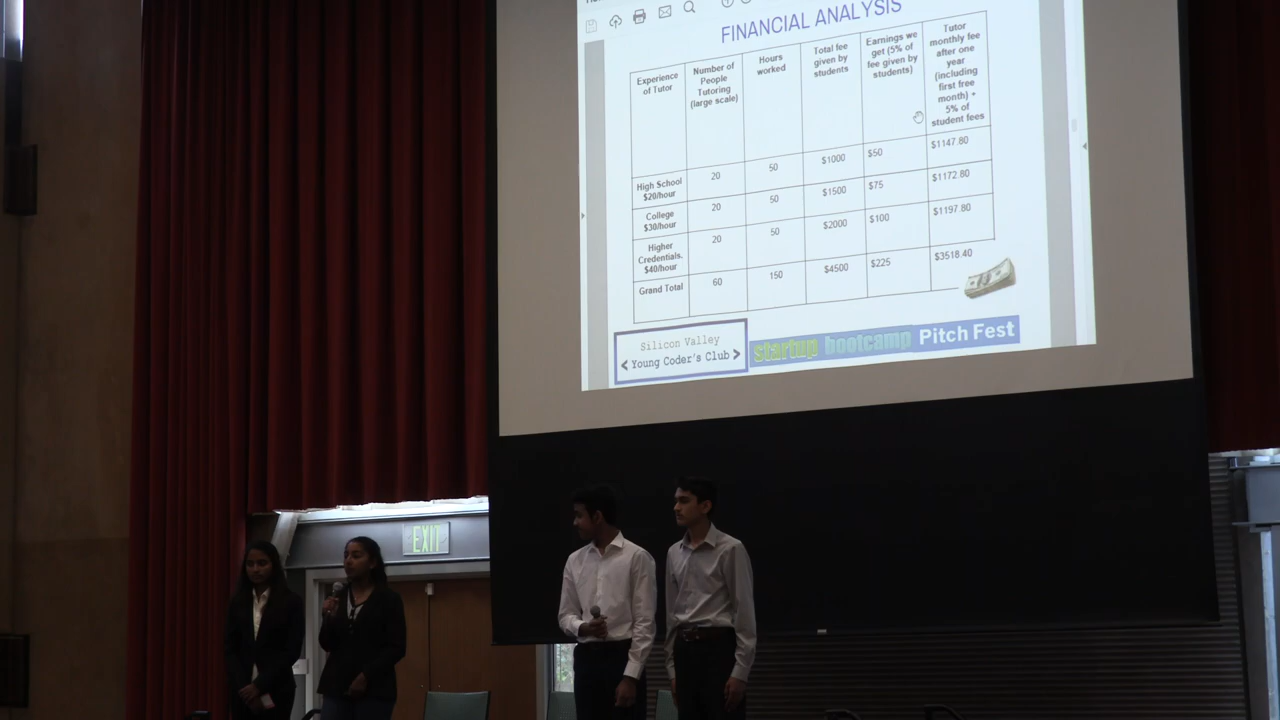 FINANCIAL ANALYSIS
Experience
of Tutor
Number of
People
Tutoring
(large scale)
Hours
worked
Total fee
given by
students
Earnings we
get (5% of
fee given by
students)
Tutor
monthly fee
after one
year
(including
first free
month) +
5% of
student fees
High School
$20/hour
20
50
$1000
$50
$1147.80
College
$30/hour
20
50
$1500
$75
$1172.80
Higher
Credentials.
$40/hour
20
50
$2000
$100
$1197.80
Grand Total
60
150
$4500
$225
$3518.40
Silicon Valley
< Young Coder's Club >
startup bootcamp Pitch Fest
EXIT